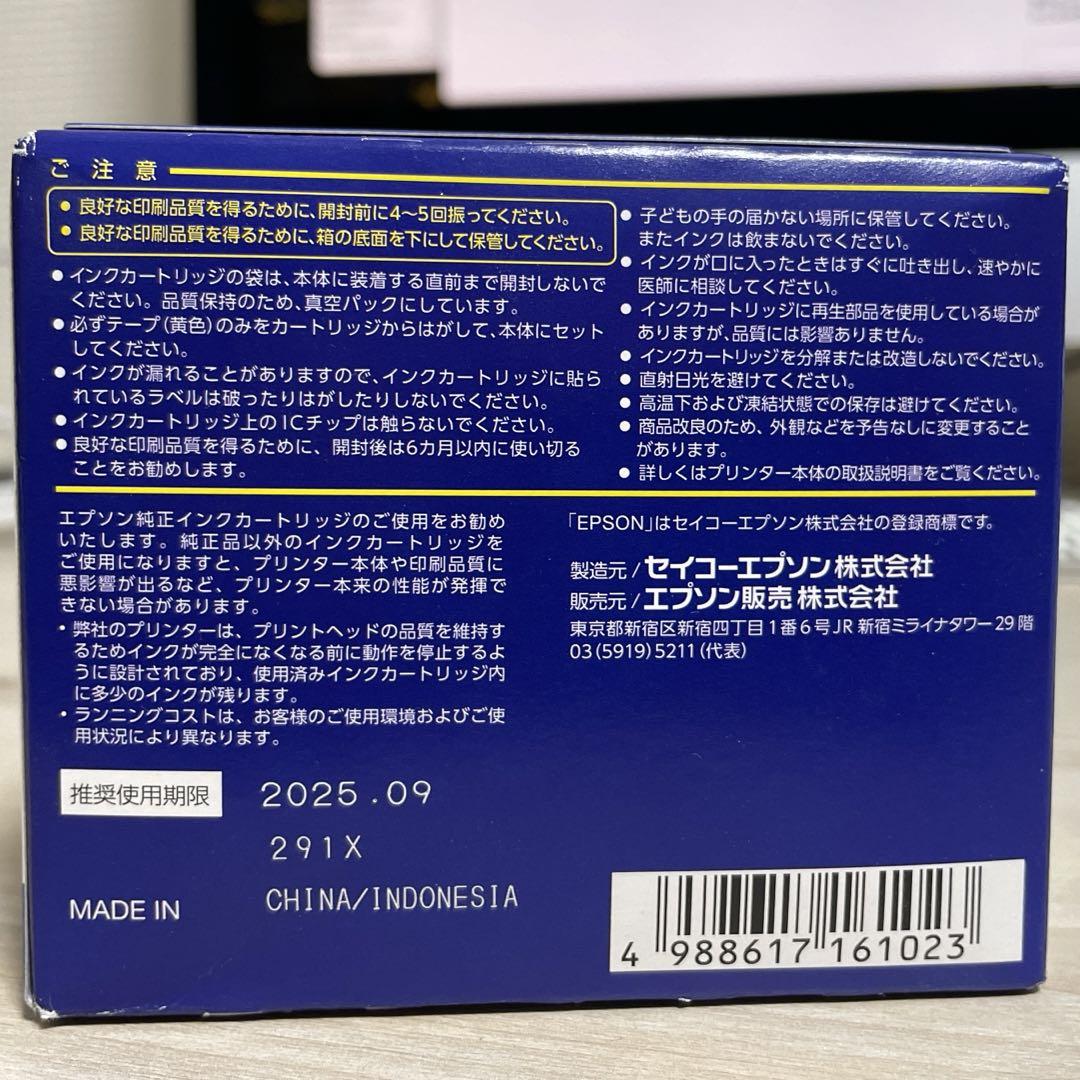 ご注意
● 良好な印刷品質を得るために、開封前に4〜5回振ってください。
● 良好な印刷品質を得るために、箱の底面を下にして保管してください。
● インクカートリッジの袋は、本体に装着する直前まで開封しないで
ください。品質保持のため、真空パックにしています。
● 必ずテープ(黄色)のみをカートリッジからはがして、本体にセット
してください。
● インクが漏れることがありますので、インクカートリッジに貼ら
れているラベルは破ったりはがしたりしないでください。
● インクカートリッジ上のICチップは触らないでください。
● 良好な印刷品質を得るために、開封後は6カ月以内に使い切る
ことをお勧めします。
● 子どもの手の届かない場所に保管してください。
またインクは飲まないでください。
● インクが口に入ったときはすぐに吐き出し、速やかに
医師に相談してください。
● インクカートリッジに再生部品を使用している場合が
ありますが、品質には影響ありません。
● インクカートリッジを分解または改造しないでください。
● 直射日光を避けてください。
● 高温下および凍結状態での保存は避けてください。
● 商品改良のため、外観などを予告なしに変更すること
があります。
● 詳しくはプリンター本体の取扱説明書をご覧ください。
エプソン純正インクカートリッジのご使用をお勧め
いたします。純正品以外のインクカートリッジを
ご使用になりますと、プリンター本体や印刷品質に
悪影響が出るなど、プリンター本来の性能が発揮で
きない場合があります。
・弊社のプリンターは、プリントヘッドの品質を維持す
るためインクが完全になくなる前に動作を停止するよ
うに設計されており、使用済みインクカートリッジ内
に多少のインクが残ります。
・ランニングコストは、お客様のご使用環境およびご使
用状況により異なります。
「EPSON」はセイコーエプソン株式会社の登録商標です。
製造元/セイコーエプソン株式会社
販売元/エプソン販売 株式会社
東京都新宿区新宿四丁目1番6号JR新宿ミライナタワー29階
03(5919)5211(代表)
推奨使用期限 2025.09
291X
MADE IN CHINA/INDONESIA
4 988617 161023